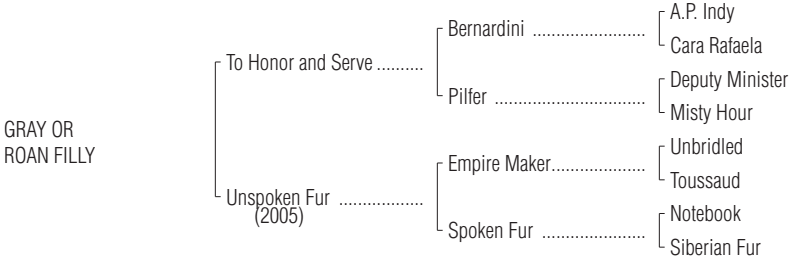 A.P. Indy
Bernardini ........................
Cara Rafaela
To Honor and Serve ..........
Deputy Minister
Pilfer ................................
Misty Hour
GRAY OR
ROAN FILLY
Unbridled
Empire Maker....................
Toussaud
Unspoken Fur ..................
(2005)
Notebook
Spoken Fur ......................
Siberian Fur